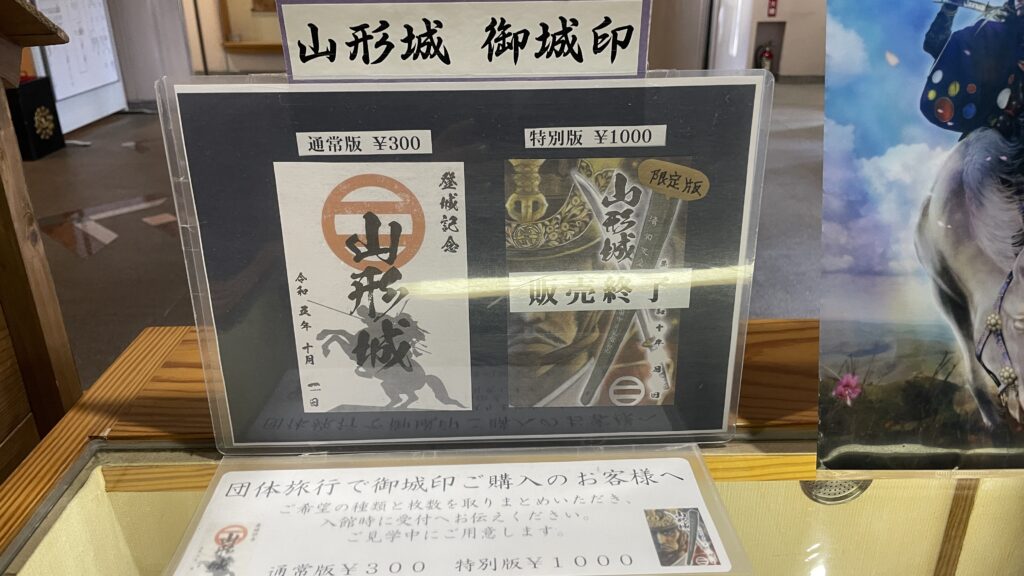 山形城 御城印
通常版 ¥300
特別版 ¥1000
登城記念
山形城
令和五年 十月
限定版
山形城
販売終了
団体旅行で御城印ご購入のお客様へ
ご希望の種類と枚数を取りまとめいただき、
入館時に受付へお伝えください。
ご見学中にご用意します。
通常版¥300 特別版¥1000
山形城